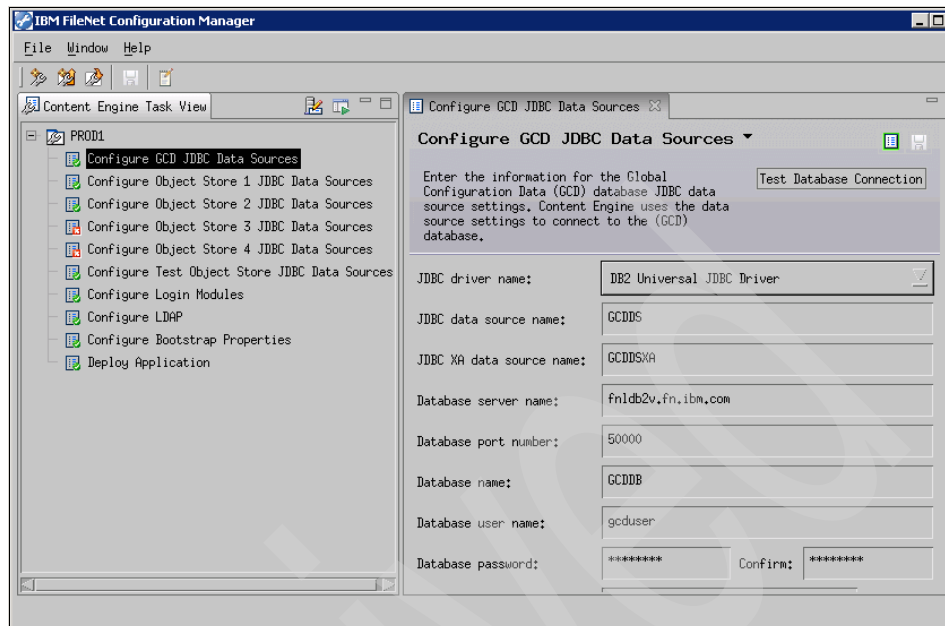 IBM FileNet Configuration Manager
File Window Help
Content Engine Task View
PROD1
Configure GCD JDBC Data Sources
Configure Object Store 1 JDBC Data Sources
Configure Object Store 2 JDBC Data Sources
Configure Object Store 3 JDBC Data Sources
Configure Object Store 4 JDBC Data Sources
Configure Test Object Store JDBC Data Sources
Configure Login Modules
Configure LDAP
Configure Bootstrap Properties
Deploy Application
Configure GCD JDBC Data Sources
Configure GCD JDBC Data Sources
Enter the information for the Global
Configuration Data (GCD) database JDBC data
source settings. Content Engine uses the data
source settings to connect to the (GCD)
database.
Test Database Connection
JDBC driver name: DB2 Universal JDBC Driver
JDBC data source name: GCDDS
JDBC XA data source name: GCDDSXA
Database server name: fnldb2v.fn.ibm.com
Database port number: 50000
Database name: GCDDB
Database user name: gcduser
Database password: ******** Confirm: ********